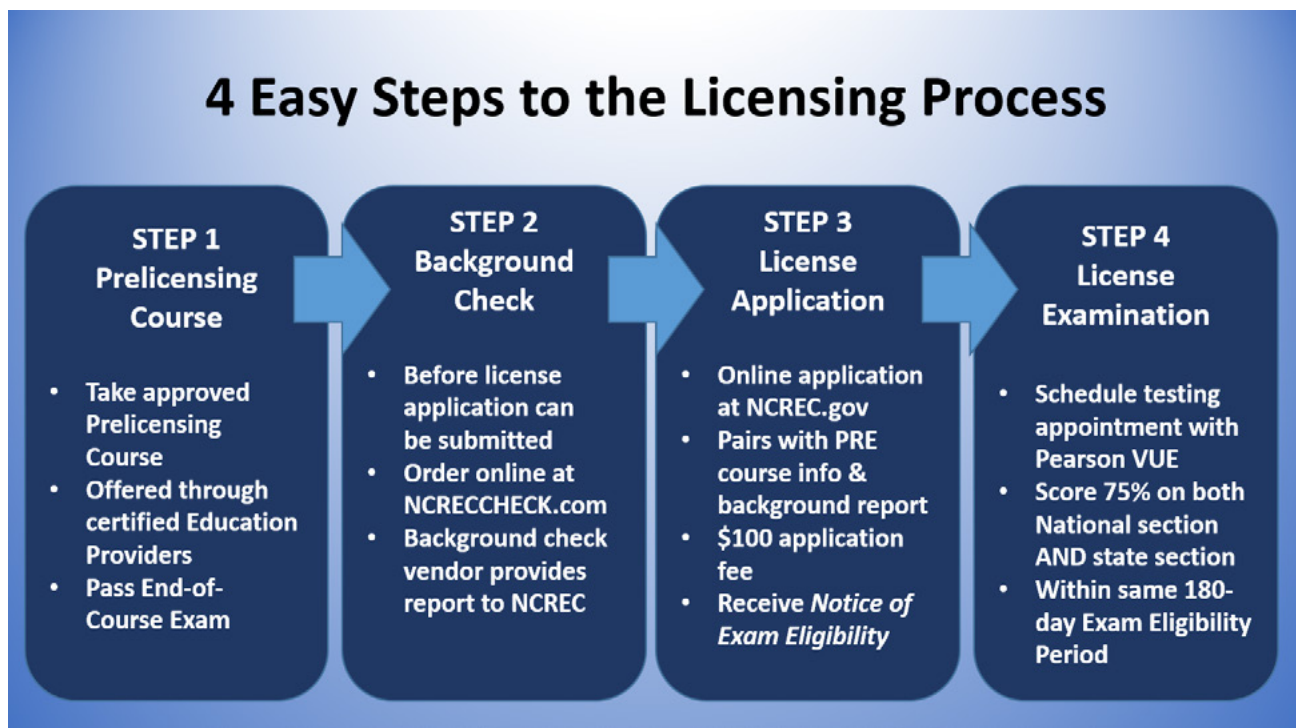 4 Easy Steps to the Licensing Process
STEP 1
Prelicensing
Course
• Take approved
Prelicensing
Course
• Offered through
certified Education
Providers
• Pass End-of-
Course Exam
STEP 2
Background
Check
• Before license
application can
be submitted
• Order online at
NCRECCHECK.com
• Background check
vendor provides
report to NCREC
STEP 3
License
Application
• Online application
at NCREC.gov
• Pairs with PRE
course info &
background report
• $100 application
fee
• Receive Notice of
Exam Eligibility
STEP 4
License
Examination
• Schedule testing
appointment with
Pearson VUE
• Score 75% on both
National section
AND state section
• Within same 180-
day Exam Eligibility
Period